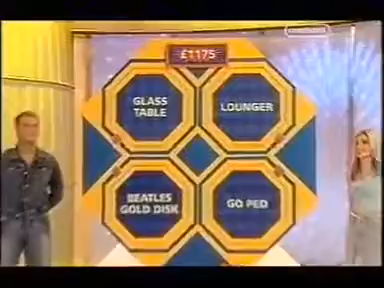 £1175
GLASS
TABLE
LOUNGER
BEATLES
GOLD DISK
GO PED